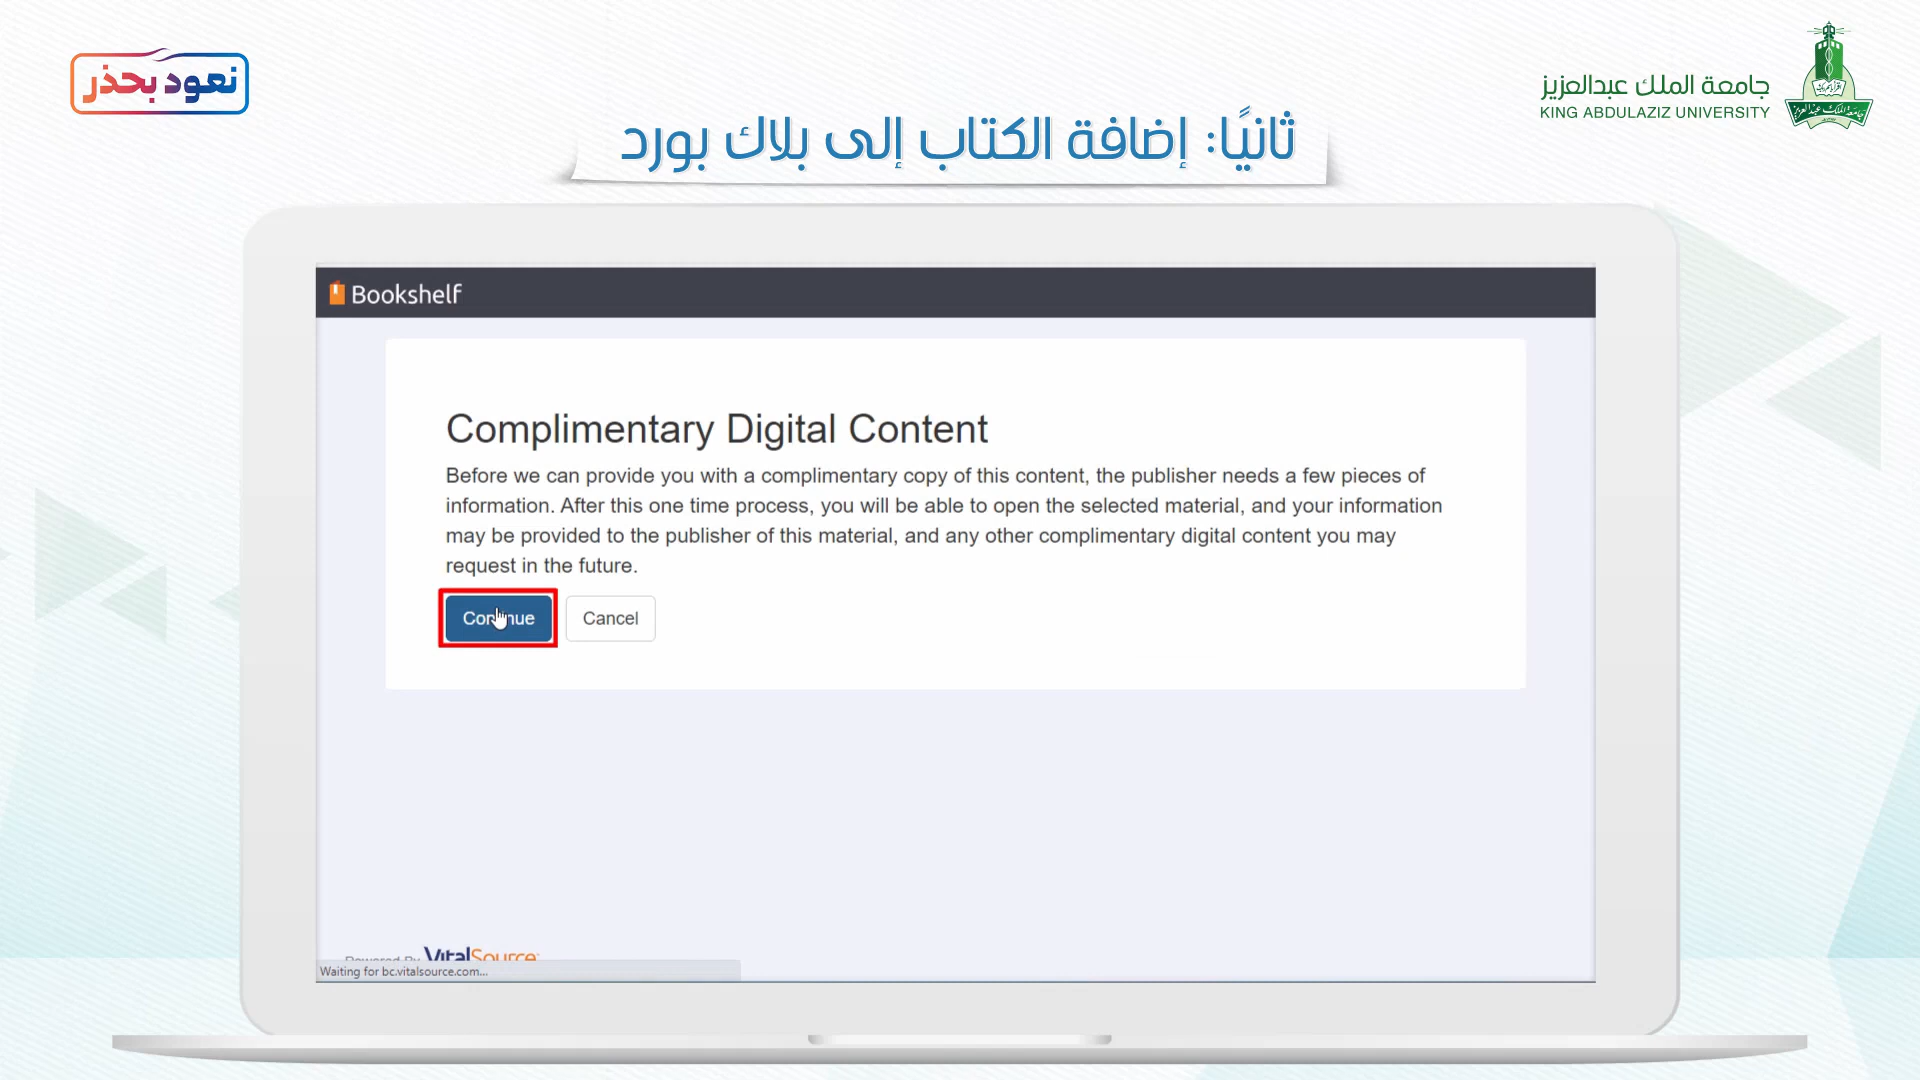 نعود بحذر
جامعة الملك عبدالعزيز
KING ABDULAZIZ UNIVERSITY
ثانيًا: إضافة الكتاب إلى بلاك بورد
Bookshelf
Complimentary Digital Content
Before we can provide you with a complimentary copy of this content, the publisher needs a few pieces of
information. After this one time process, you will be able to open the selected material, and your information
may be provided to the publisher of this material, and any other complimentary digital content you may
request in the future.
Continue Cancel
Powered By VitalSource
Waiting for bc.vitalsource.com...